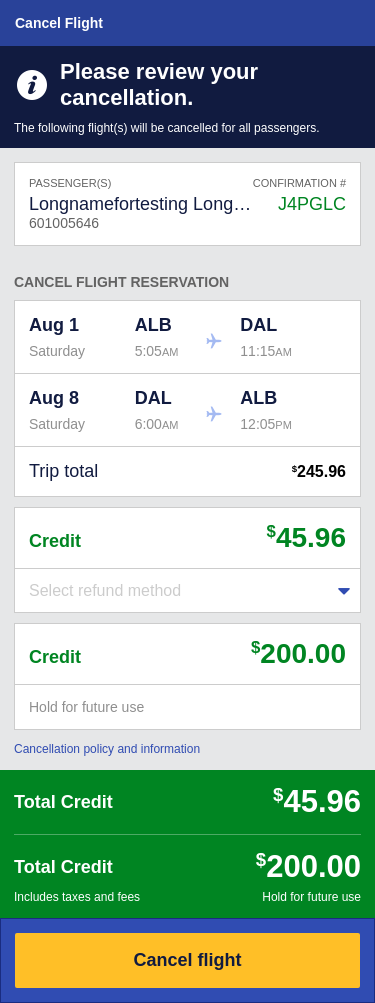 Cancel Flight
Please review your
cancellation.
The following flight(s) will be cancelled for all passengers.
PASSENGER(S) CONFIRMATION #
Longnamefortesting Long… J4PGLC
601005646
CANCEL FLIGHT RESERVATION
Aug 1 ALB DAL
Saturday 5:05AM 11:15AM
Aug 8 DAL ALB
Saturday 6:00AM 12:05PM
Trip total $245.96
Credit $45.96
Select refund method
Credit $200.00
Hold for future use
Cancellation policy and information
Total Credit $45.96
Total Credit $200.00
Includes taxes and fees Hold for future use
Cancel flight